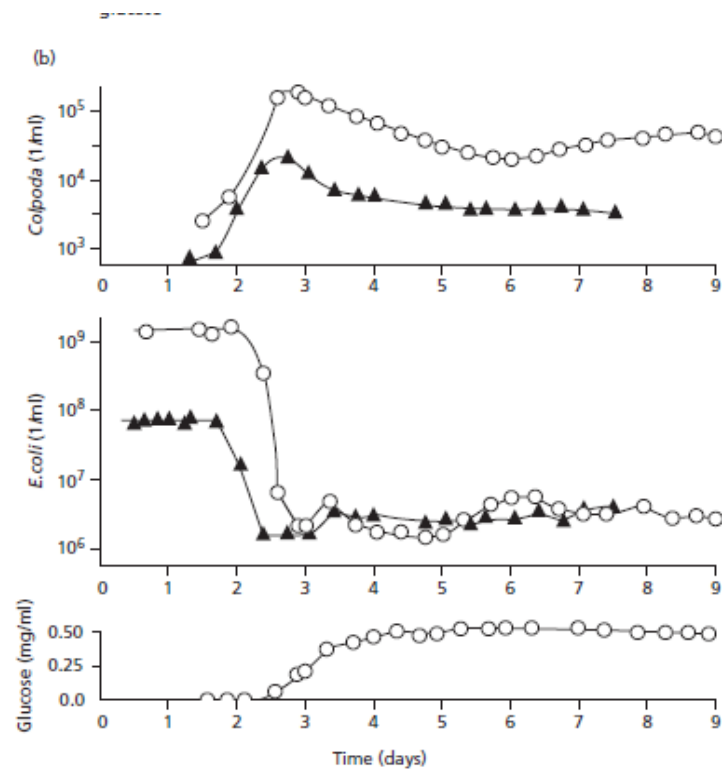 (b)
Colpoda (1/ml)
10⁵
10⁴
10³
0 1 2 3 4 5 6 7 8 9
E.coli (1/ml)
10⁹
10⁸
10⁷
10⁶
0 1 2 3 4 5 6 7 8 9
Glucose (mg/ml)
0.50
0.25
0.0
0 1 2 3 4 5 6 7 8 9
Time (days)